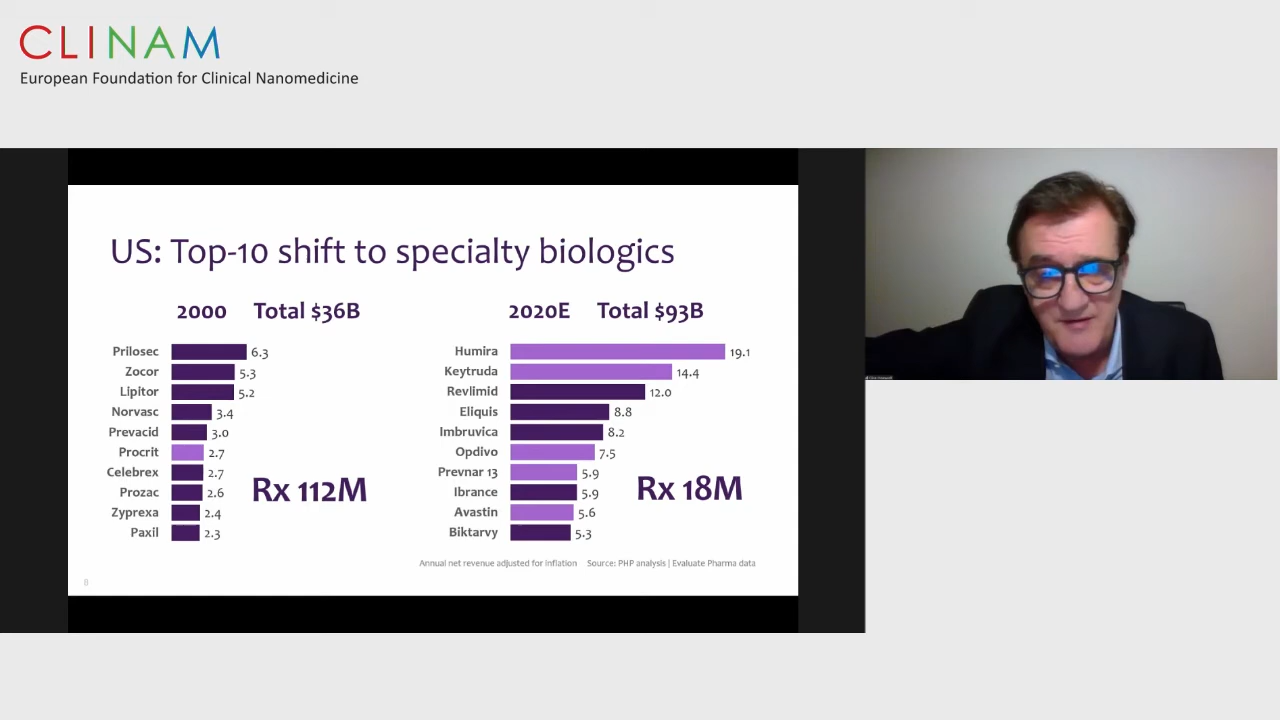 CLINAM
European Foundation for Clinical Nanomedicine
US: Top-10 shift to specialty biologics
2000 Total $36B
Prilosec 6.3
Zocor 5.3
Lipitor 5.2
Norvasc 3.4
Prevacid 3.0
Procrit 2.7
Celebrex 2.7
Prozac 2.6
Zyprexa 2.4
Paxil 2.3
Rx 112M
2020E Total $93B
Humira 19.1
Keytruda 14.4
Revlimid 12.0
Eliquis 8.8
Imbruvica 8.2
Opdivo 7.5
Prevnar 13 5.9
Ibrance 5.9
Avastin 5.6
Biktarvy 5.3
Rx 18M
Annual net revenue adjusted for inflation Source: PHP analysis | Evaluate Pharma data
8